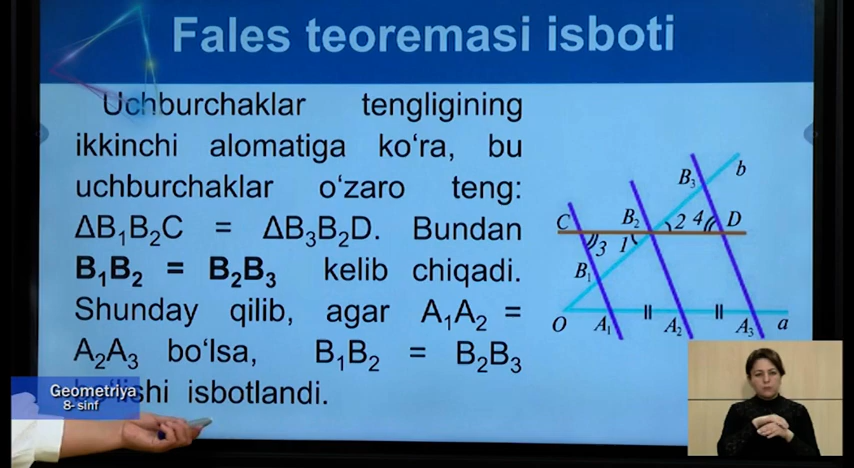 Fales teoremasi isboti
Uchburchaklar tengligining
ikkinchi alomatiga ko‘ra, bu
uchburchaklar o‘zaro teng:
ΔB₁B₂C = ΔB₃B₂D. Bundan
B₁B₂ = B₂B₃ kelib chiqadi.
Shunday qilib, agar A₁A₂ =
A₂A₃ bo‘lsa, B₁B₂ = B₂B₃
isbotlandi.
B₃ b
C B₂ 2 4 D
3 1
B₁
O A₁ A₂ A₃ a
Geometriya
8- sinf